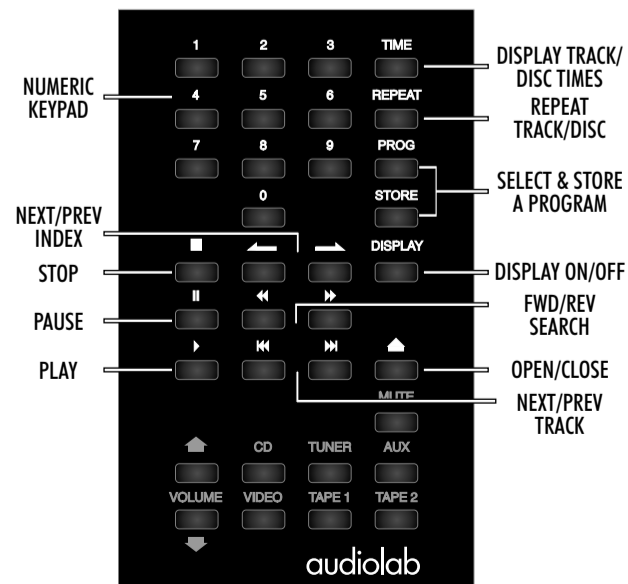 1 2 3 TIME
DISPLAY TRACK/
DISC TIMES
NUMERIC
KEYPAD
4 5 6 REPEAT
REPEAT
TRACK/DISC
7 8 9 PROG
SELECT & STORE
A PROGRAM
0 STORE
NEXT/PREV
INDEX
DISPLAY
STOP
DISPLAY ON/OFF
FWD/REV
SEARCH
PAUSE
PLAY
OPEN/CLOSE
NEXT/PREV
TRACK
MUTE
CD TUNER AUX
VOLUME VIDEO TAPE 1 TAPE 2
audiolab